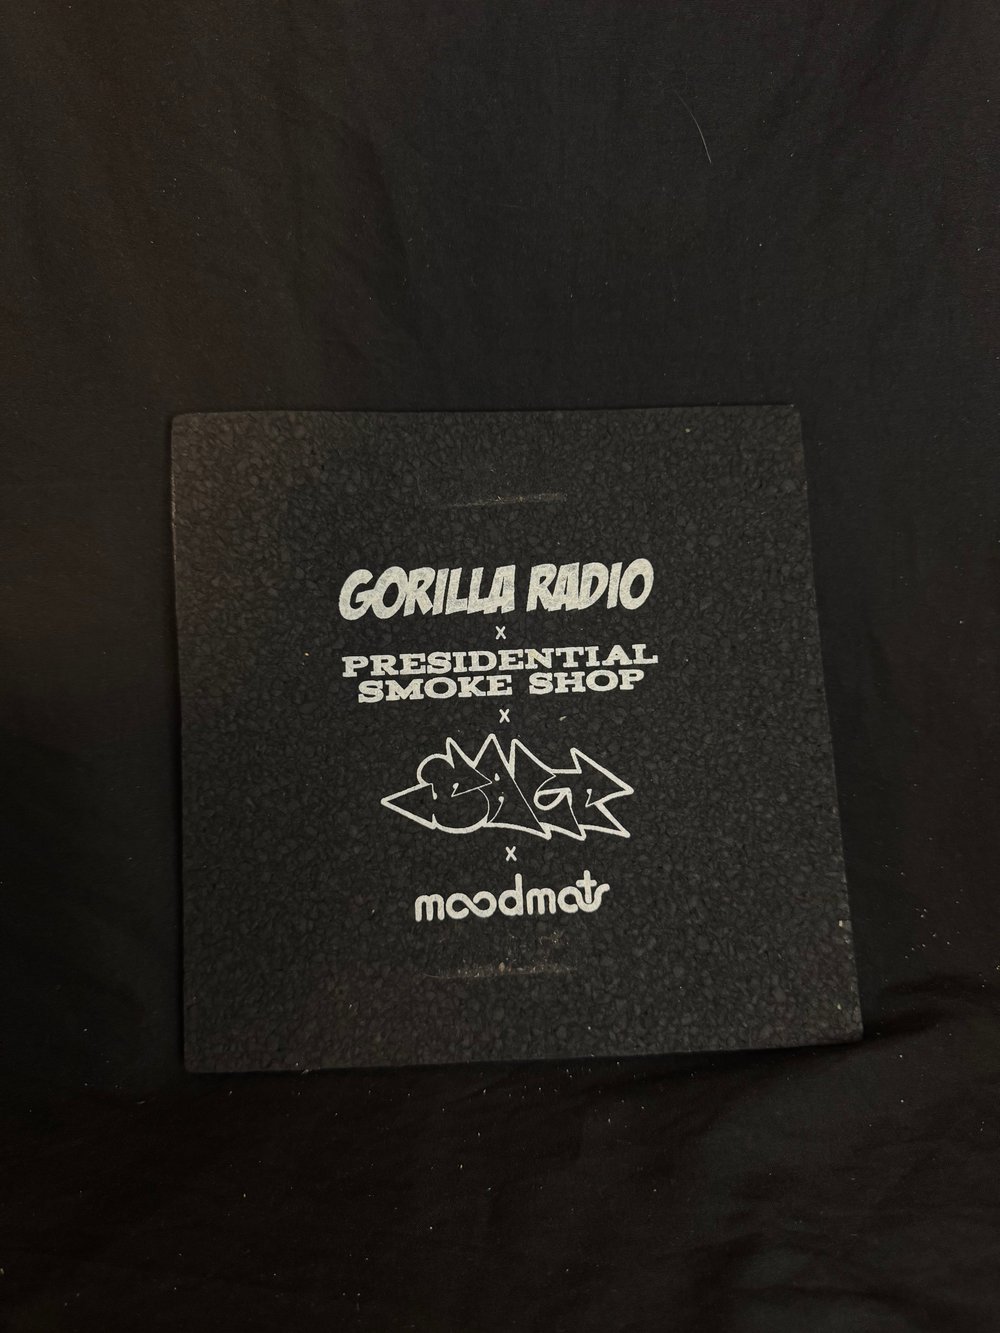 GORILLA RADIO
x
PRESIDENTIAL
SMOKE SHOP
x
x
moodmats